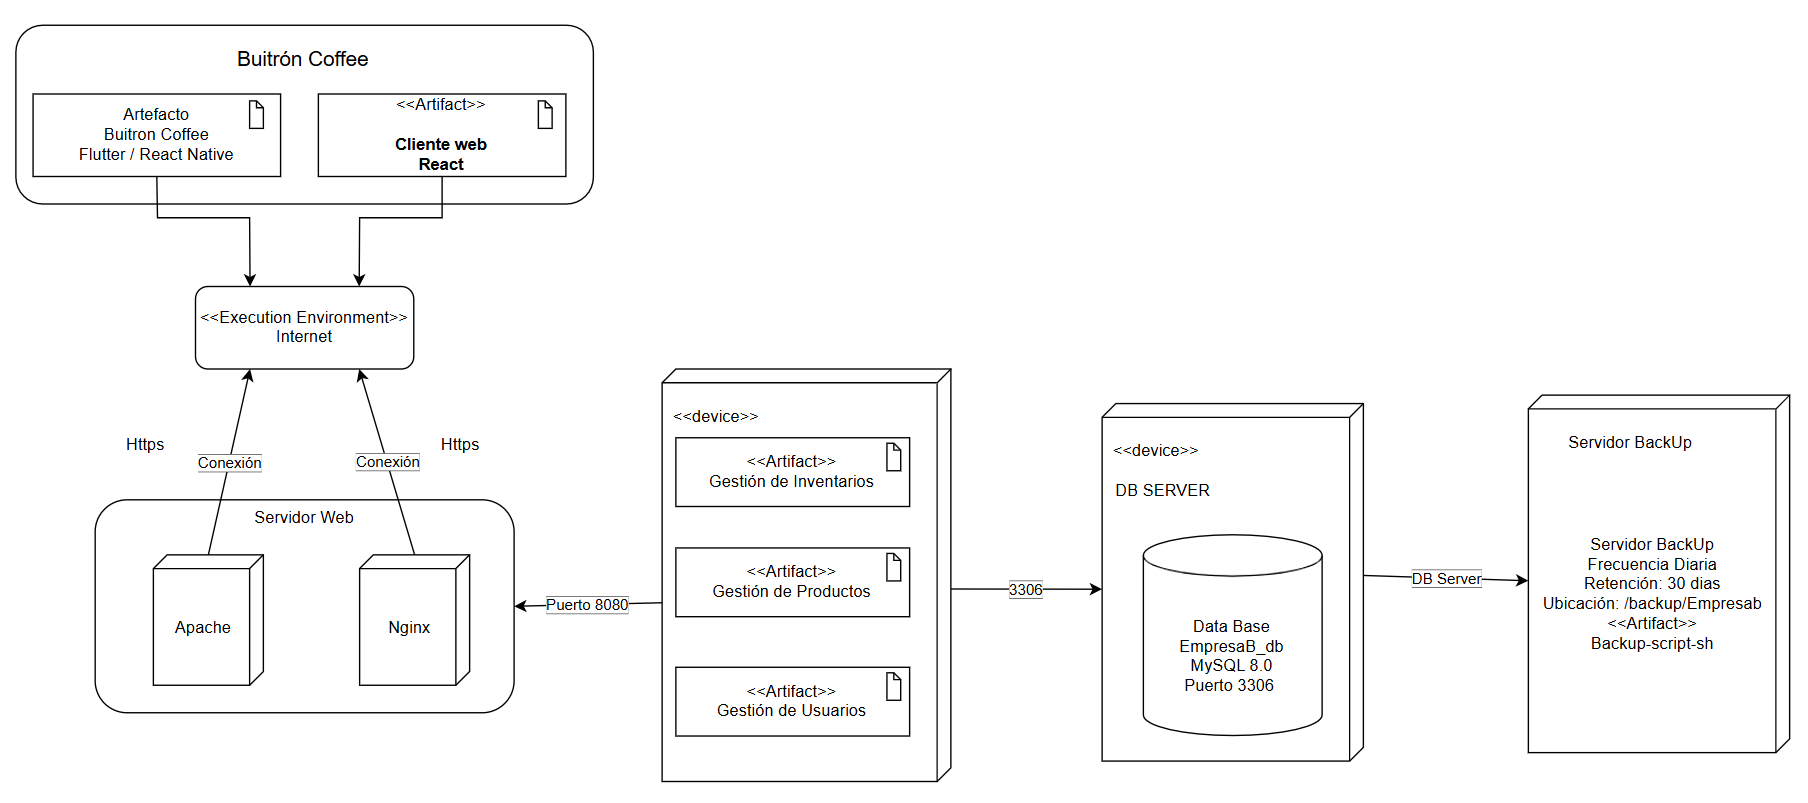 Buitrón Coffee
Artefacto
Buitron Coffee
Flutter / React Native
<<Artifact>>
Cliente web
React
<<Execution Environment>>
Internet
Https
Conexión
Conexión
Https
Servidor Web
Apache
Nginx
Puerto 8080
<<device>>
<<Artifact>>
Gestión de Inventarios
<<Artifact>>
Gestión de Productos
<<Artifact>>
Gestión de Usuarios
3306
<<device>>
DB SERVER
Data Base
EmpresaB_db
MySQL 8.0
Puerto 3306
DB Server
Servidor BackUp
Servidor BackUp
Frecuencia Diaria
Retención: 30 dias
Ubicación: /backup/Empresab
<<Artifact>>
Backup-script-sh